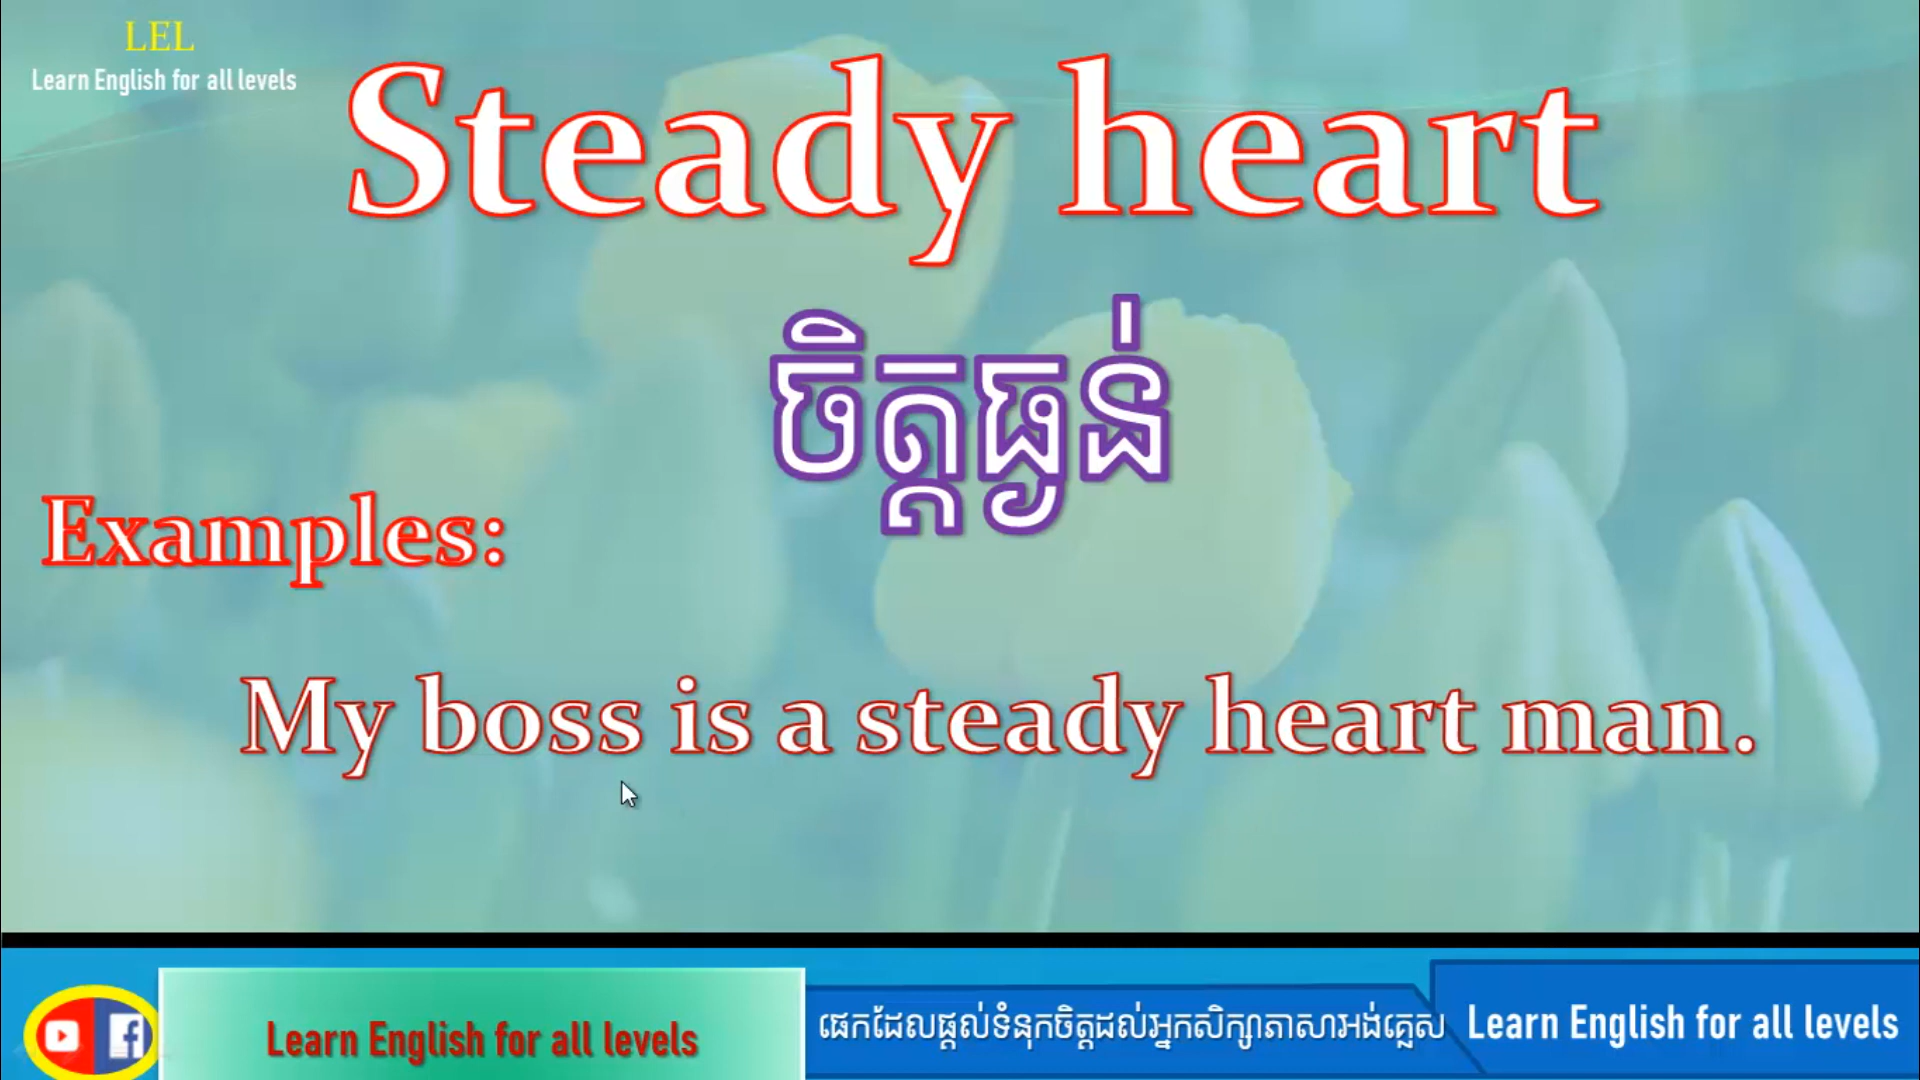 LEL
Learn English for all levels
Steady heart
ចិត្តធ្ងន់
Examples:
My boss is a steady heart man.
Learn English for all levels
ផេកដែលផ្តល់ទំនុកចិត្តដល់អ្នកសិក្សាភាសាអង់គ្លេស
Learn English for all levels